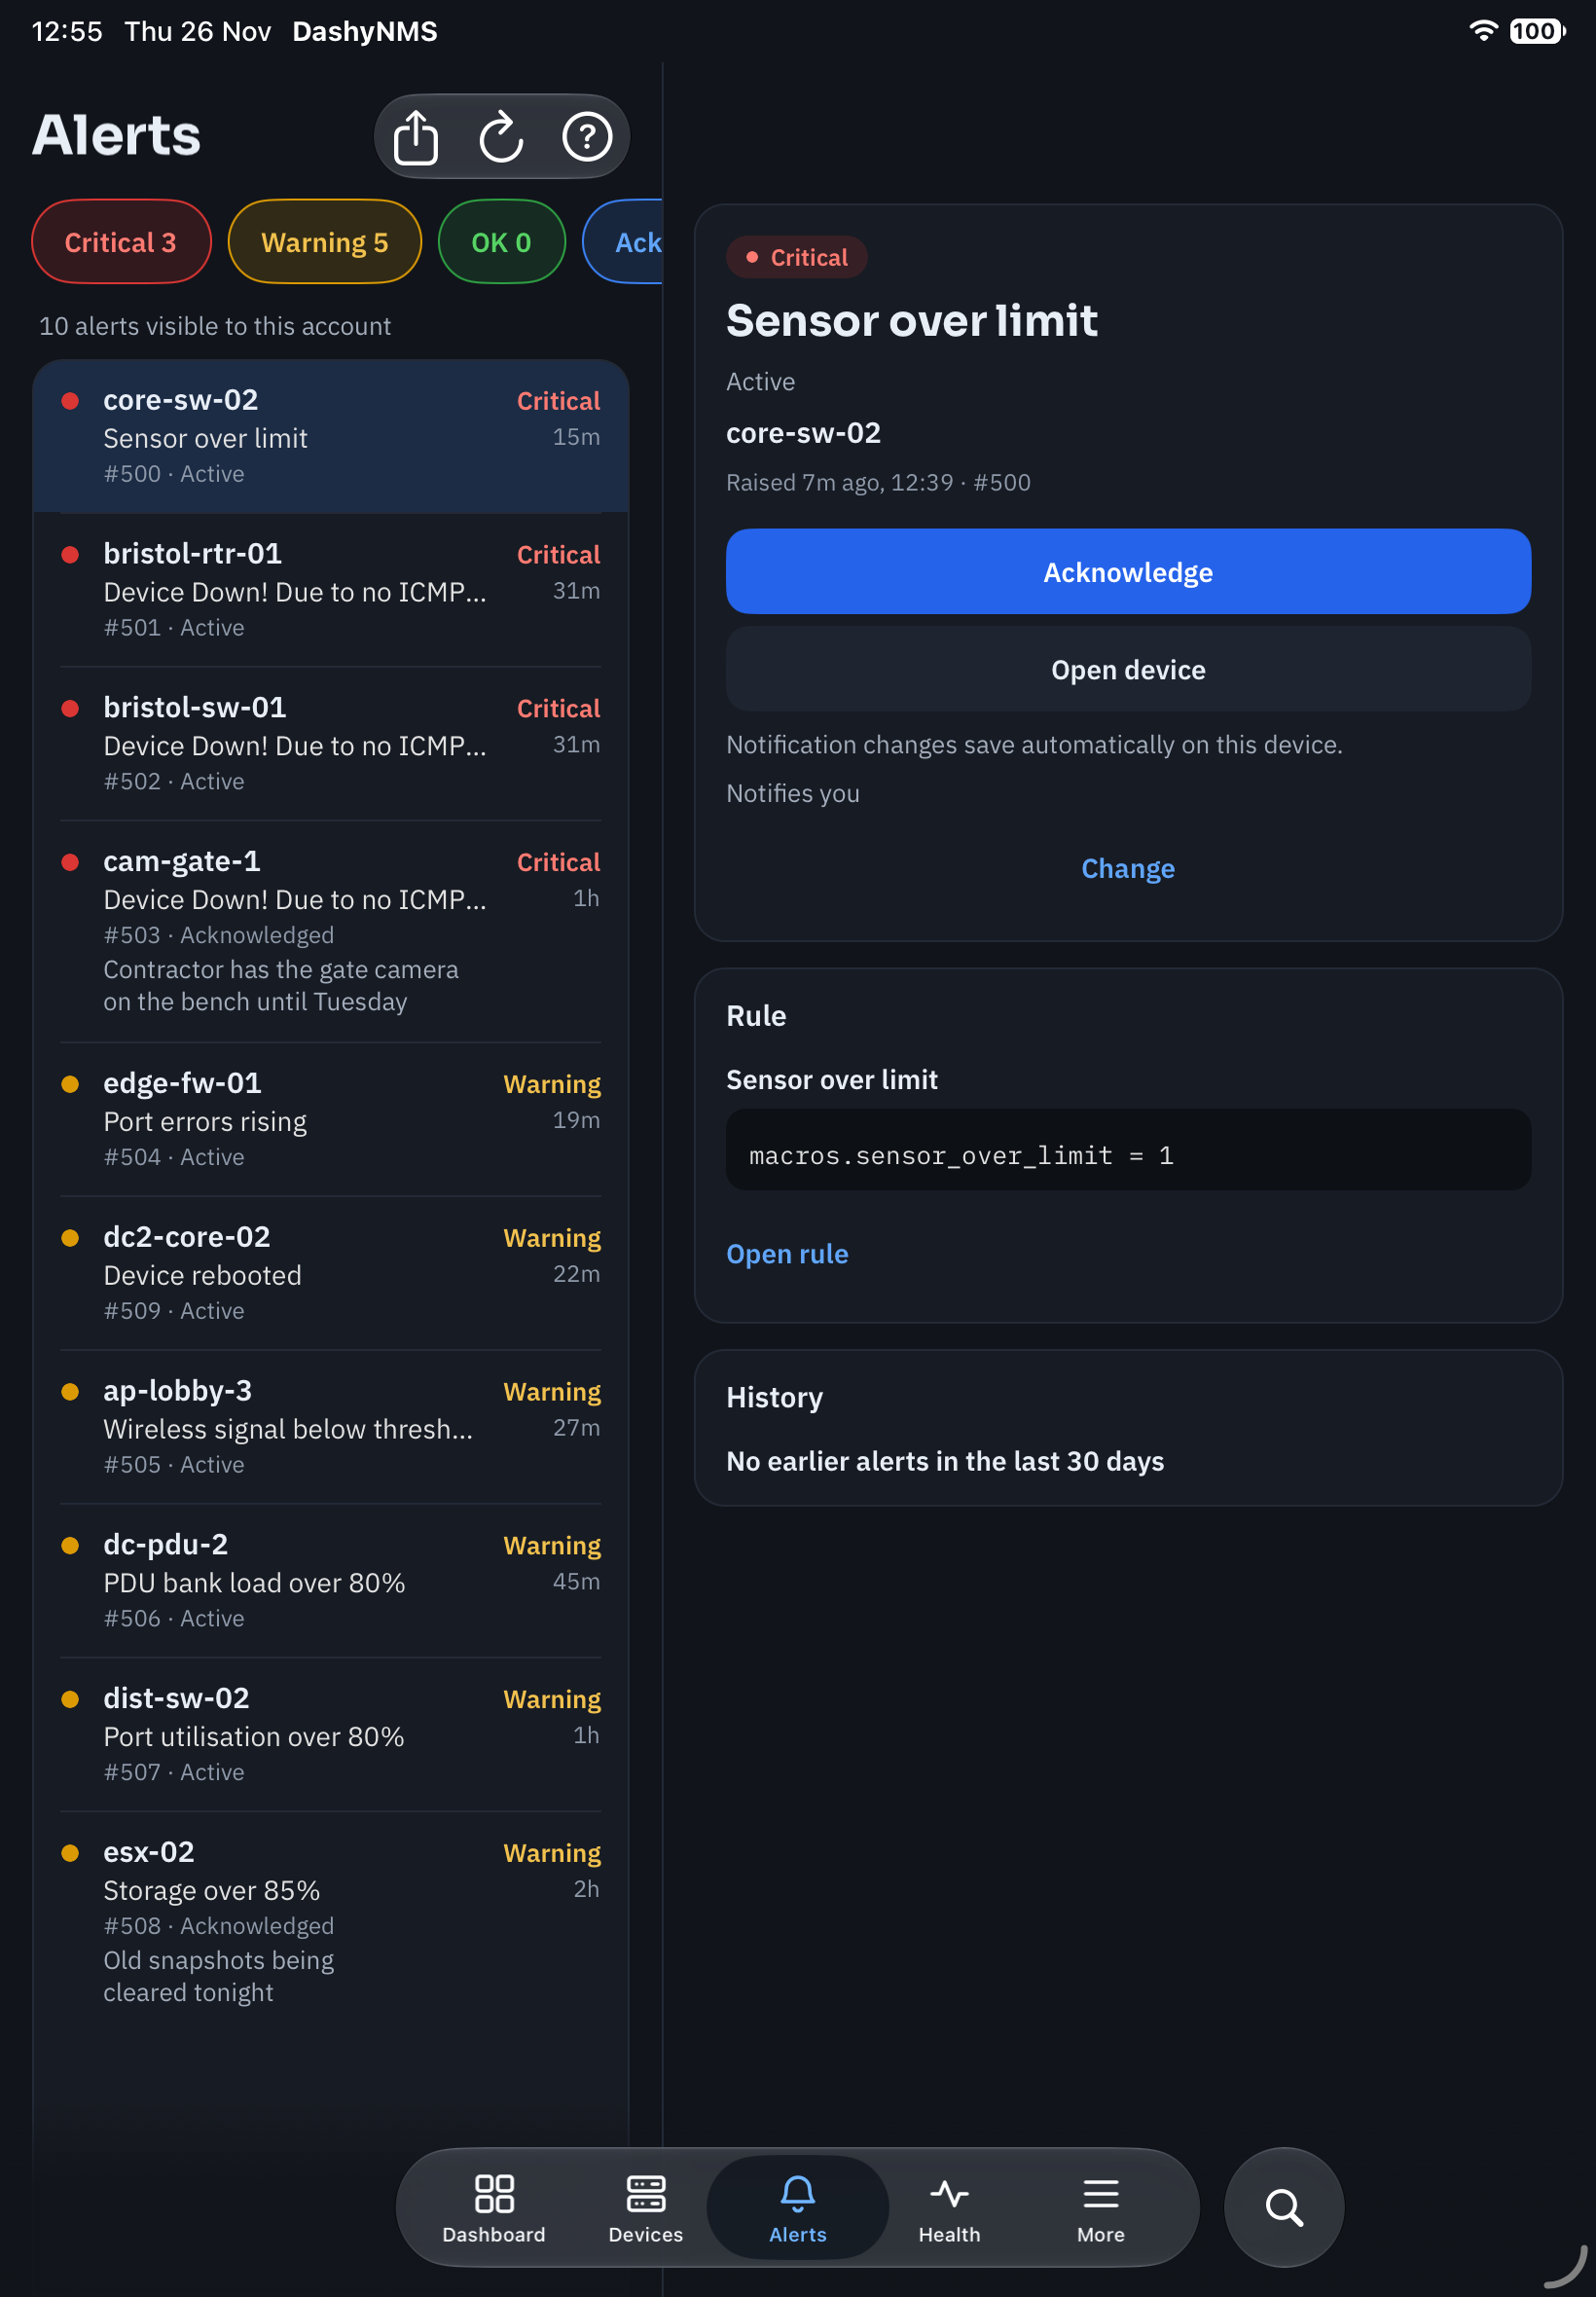 12:55 Thu 26 Nov DashyNMS
100
Alerts
Critical 3
Warning 5
OK 0
Ack
10 alerts visible to this account
core-sw-02 Critical
Sensor over limit 15m
#500 · Active
bristol-rtr-01 Critical
Device Down! Due to no ICMP... 31m
#501 · Active
bristol-sw-01 Critical
Device Down! Due to no ICMP... 31m
#502 · Active
cam-gate-1 Critical
Device Down! Due to no ICMP... 1h
#503 · Acknowledged
Contractor has the gate camera
on the bench until Tuesday
edge-fw-01 Warning
Port errors rising 19m
#504 · Active
dc2-core-02 Warning
Device rebooted 22m
#509 · Active
ap-lobby-3 Warning
Wireless signal below thresh... 27m
#505 · Active
dc-pdu-2 Warning
PDU bank load over 80% 45m
#506 · Active
dist-sw-02 Warning
Port utilisation over 80% 1h
#507 · Active
esx-02 Warning
Storage over 85% 2h
#508 · Acknowledged
Old snapshots being
cleared tonight
Critical
Sensor over limit
Active
core-sw-02
Raised 7m ago, 12:39 · #500
Acknowledge
Open device
Notification changes save automatically on this device.
Notifies you
Change
Rule
Sensor over limit
macros.sensor_over_limit = 1
Open rule
History
No earlier alerts in the last 30 days
Dashboard
Devices
Alerts
Health
More